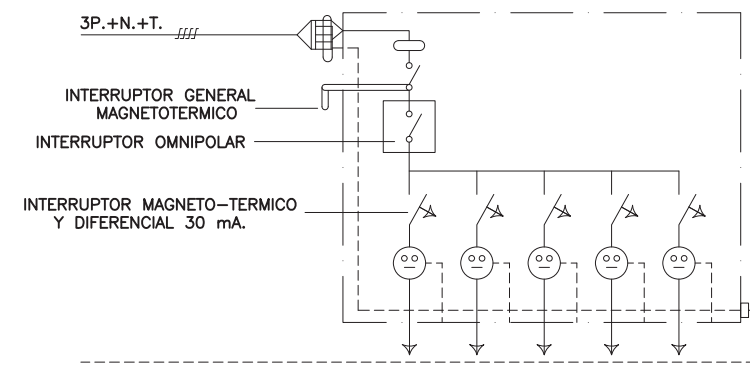 3P.+N.+T.
INTERRUPTOR GENERAL
MAGNETOTERMICO
INTERRUPTOR OMNIPOLAR
INTERRUPTOR MAGNETO-TERMICO
Y DIFERENCIAL 30 mA.